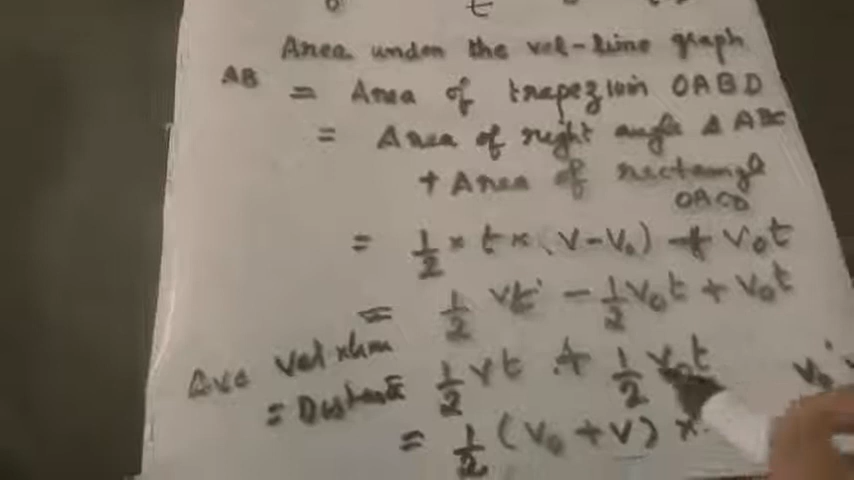 t
Area under the vel-time graph
AB = Area of trapezium OABD
= Area of right angle Δ ABC
+ Area of rectangle
OACD
= 1/2 × t × (V - V₀) + V₀t
= 1/2 Vt - 1/2 V₀t + V₀t
Ave Vel × time
= Distance 1/2 Vt + 1/2 V₀t
= 1/2 (V₀ + V) ×